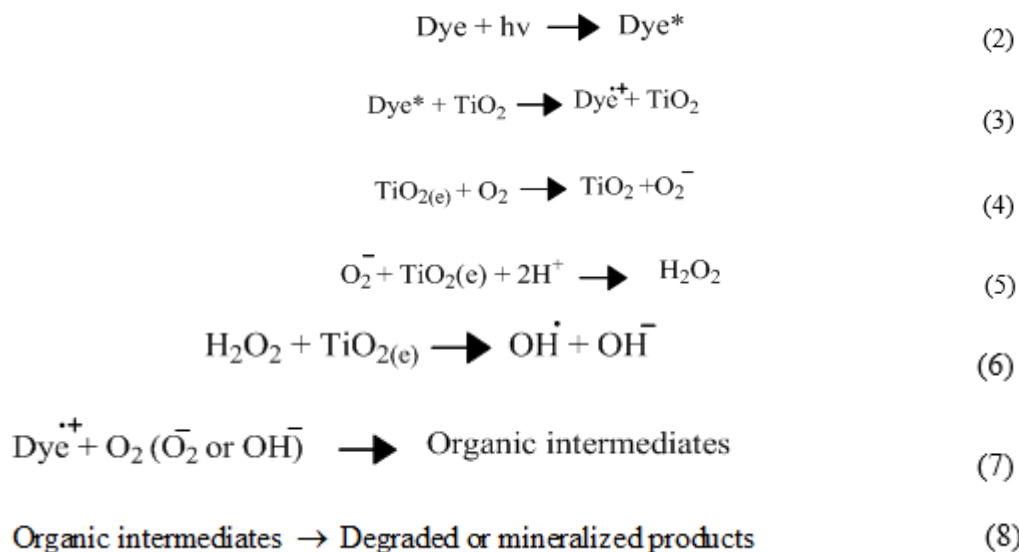 Dye + hv → Dye* (2)
Dye* + TiO₂ → Dye•⁺ + TiO₂ (3)
TiO₂₍ₑ₎ + O₂ → TiO₂ +O₂⁻ (4)
O₂⁻ + TiO₂(e) + 2H⁺ → H₂O₂ (5)
H₂O₂ + TiO₂₍ₑ₎ → OH• + OH⁻ (6)
Dye•⁺ + O₂ (O₂⁻ or OH⁻) → Organic intermediates (7)
Organic intermediates → Degraded or mineralized products (8)